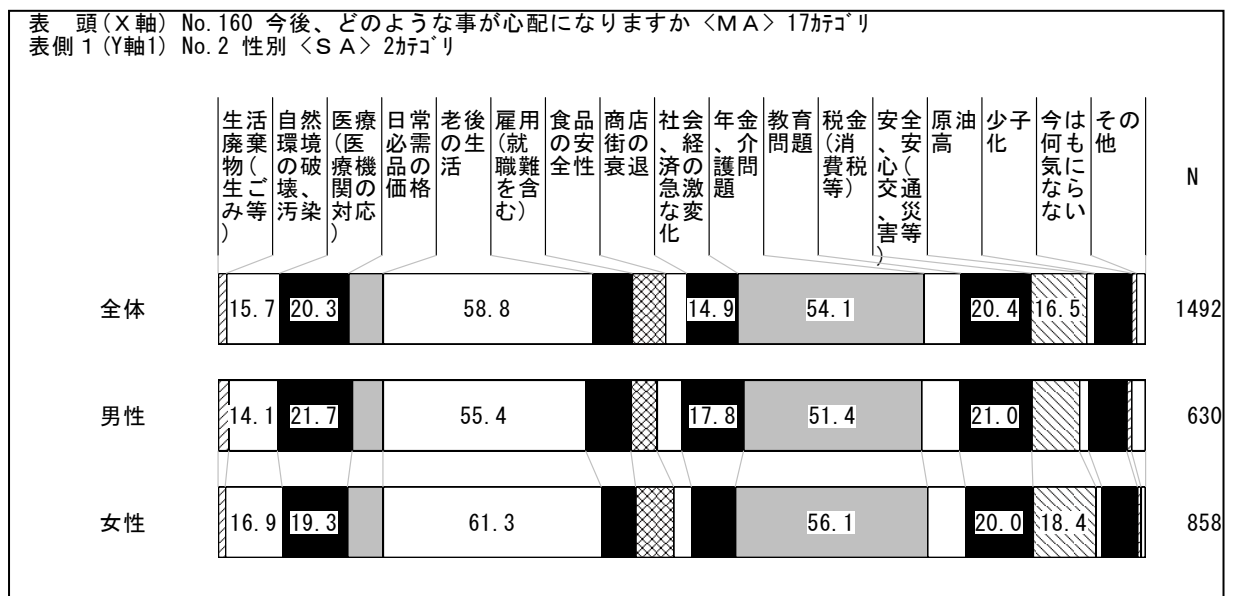 表　頭(X軸) No.160 今後、どのような事が心配になりますか <MA> 17ｶﾃｺﾞﾘ
表側1(Y軸1) No.2 性別 <SA> 2ｶﾃｺﾞﾘ
生活廃棄物(生ごみ等)
自然環境の破壊、汚染
医療(医療機関の対応)
日常必需品の価格
老後の生活
雇用(就職難を含む)
食品の安全性
商店街の衰退
社会、経済の急激な変化
年金、介護問題
教育問題
税金(消費税等)
安全、安心(交通、災害等)
原油高
少子化
今は何も気にならない
その他
N
全体 15.7 20.3 58.8 14.9 54.1 20.4 16.5 1492
男性 14.1 21.7 55.4 17.8 51.4 21.0 630
女性 16.9 19.3 61.3 56.1 20.0 18.4 858